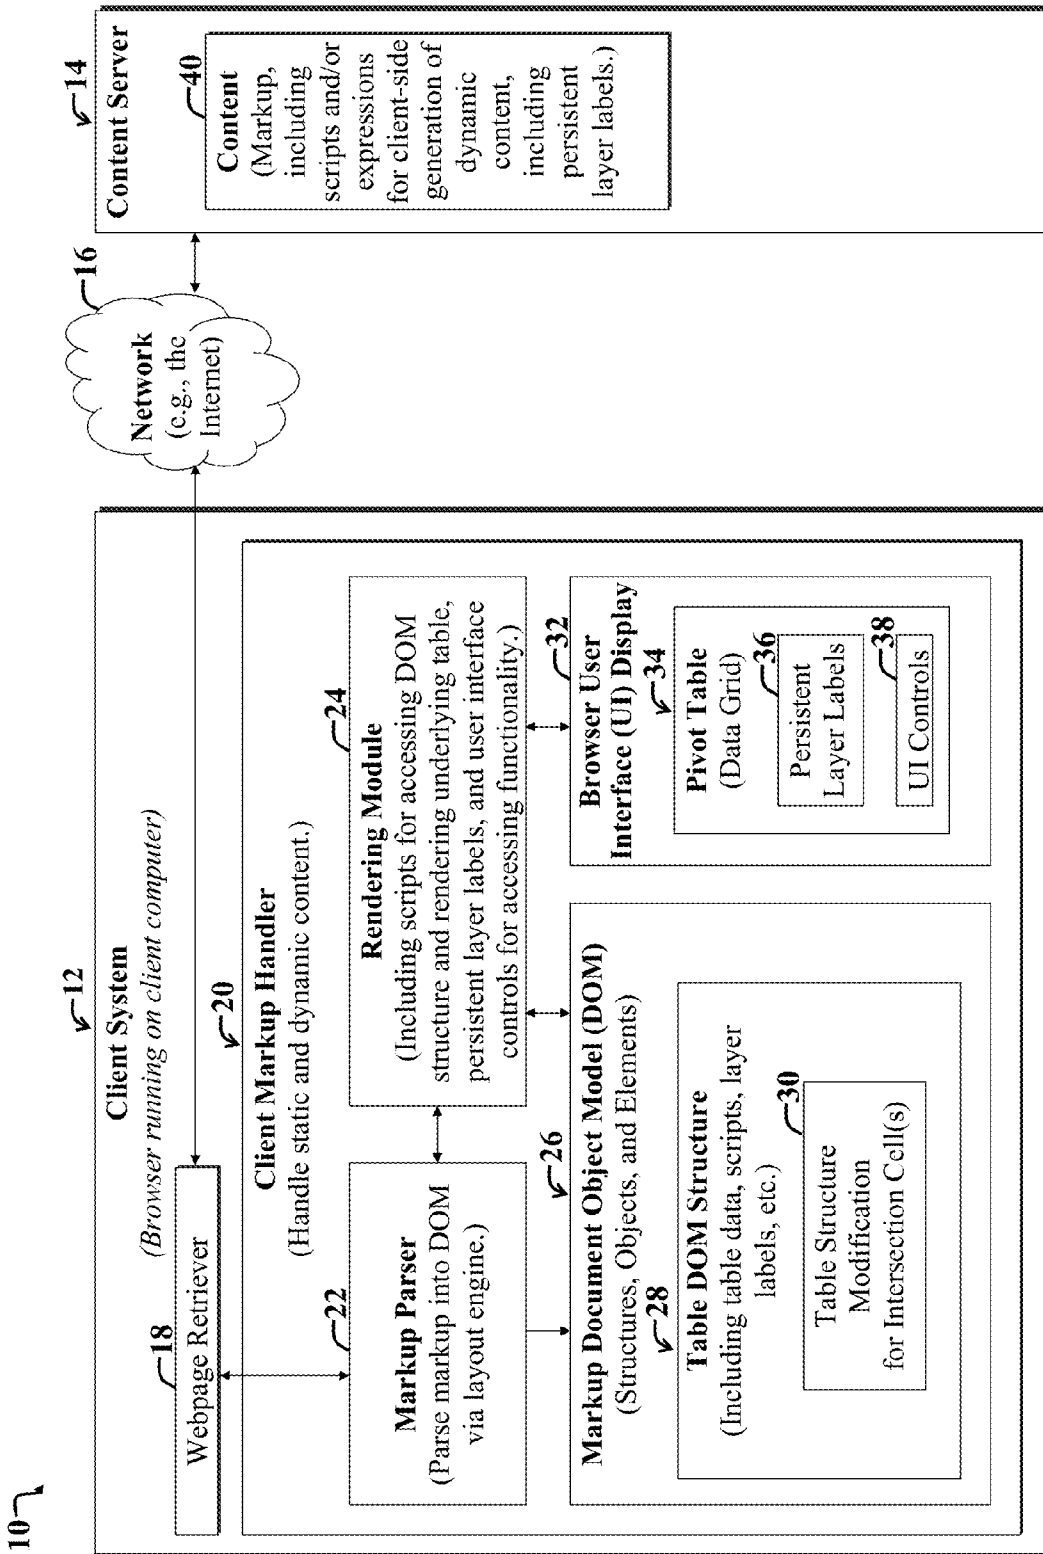 10
12
Client System
(Browser running on client computer)
18
Webpage Retriever
20
Client Markup Handler
(Handle static and dynamic content.)
22
Markup Parser
(Parse markup into DOM
via layout engine.)
24
Rendering Module
(Including scripts for accessing DOM
structure and rendering underlying table,
persistent layer labels, and user interface
controls for accessing functionality.)
26
Markup Document Object Model (DOM)
(Structures, Objects, and Elements)
28
Table DOM Structure
(Including table data, scripts, layer
labels, etc.)
30
Table Structure
Modification
for Intersection Cell(s)
32
Browser User
Interface (UI) Display
34
Pivot Table
(Data Grid)
36
Persistent
Layer Labels
38
UI Controls
16
Network
(e.g., the
Internet)
14
Content Server
40
Content
(Markup,
including
scripts and/or
expressions
for client-side
generation of
dynamic
content,
including
persistent
layer labels.)